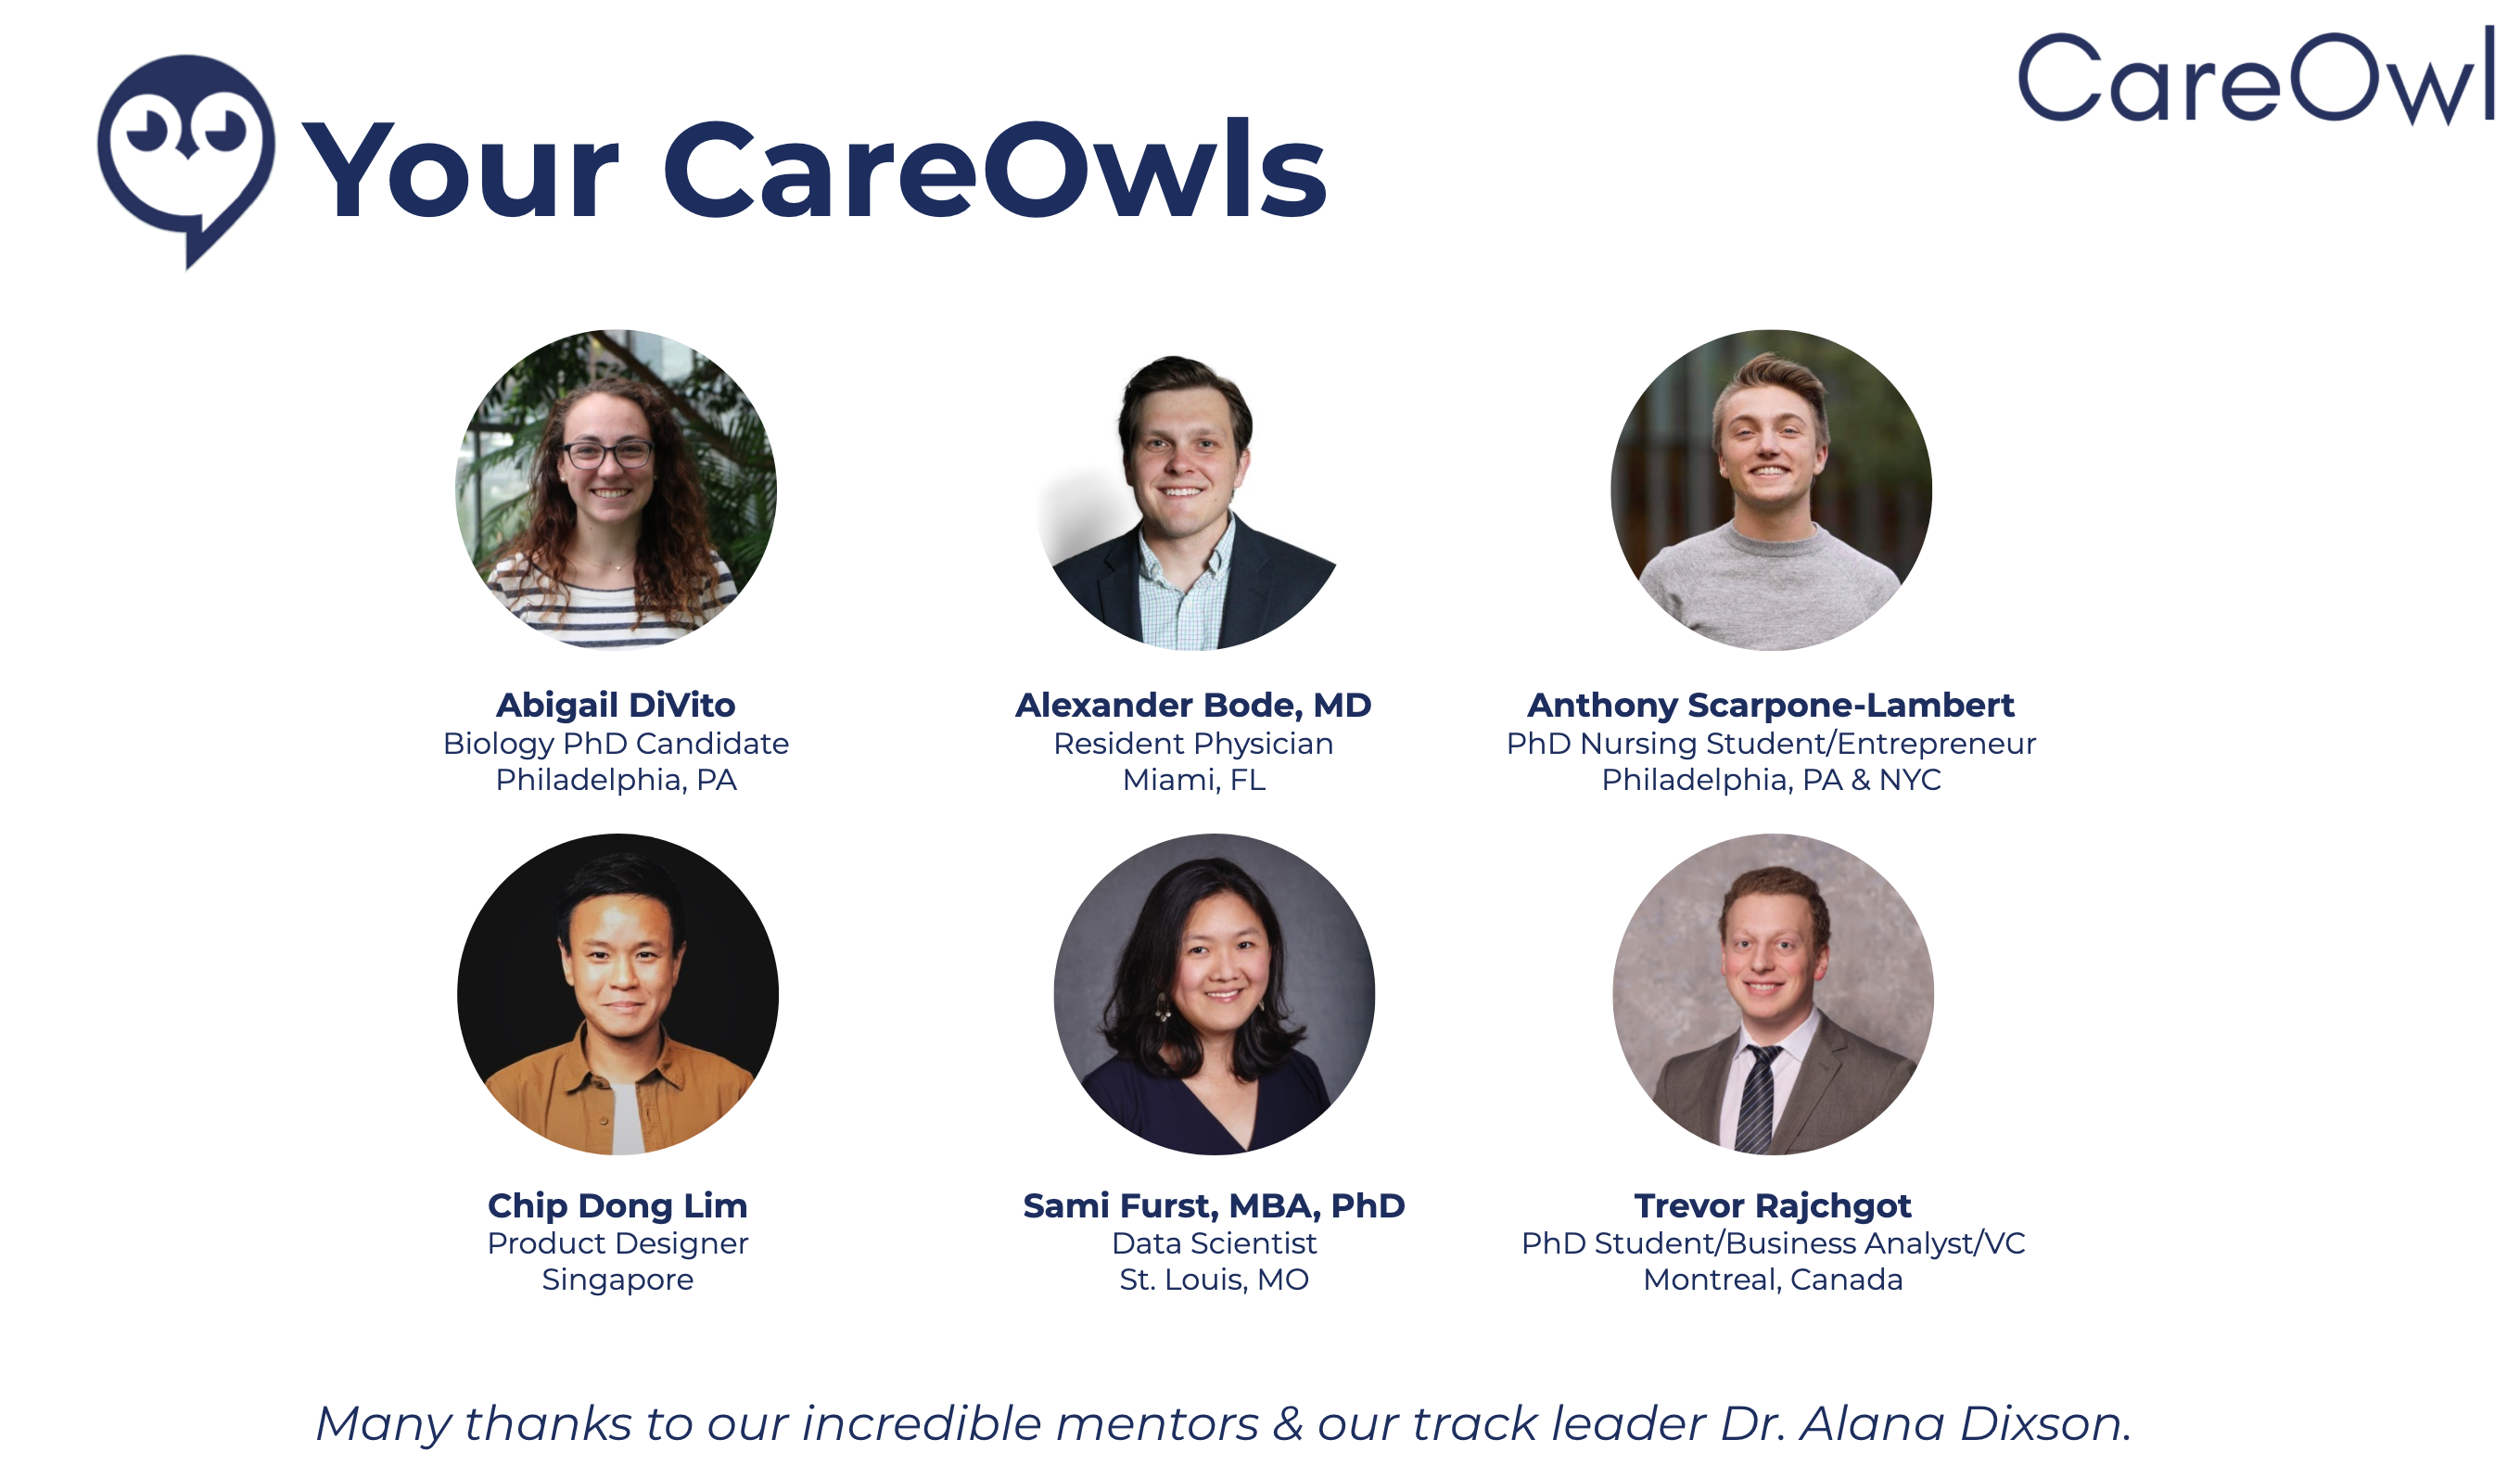 CareOwl
Your CareOwls
Abigail DiVito
Biology PhD Candidate
Philadelphia, PA
Alexander Bode, MD
Resident Physician
Miami, FL
Anthony Scarpone-Lambert
PhD Nursing Student/Entrepreneur
Philadelphia, PA & NYC
Chip Dong Lim
Product Designer
Singapore
Sami Furst, MBA, PhD
Data Scientist
St. Louis, MO
Trevor Rajchgot
PhD Student/Business Analyst/VC
Montreal, Canada
Many thanks to our incredible mentors & our track leader Dr. Alana Dixson.